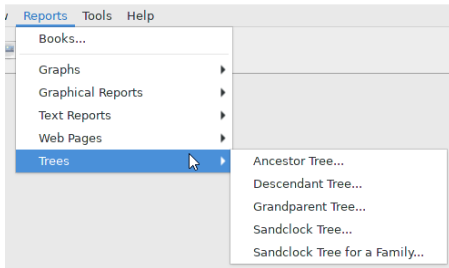 Reports Tools Help
Books...
Graphs
Graphical Reports
Text Reports
Web Pages
Trees
Ancestor Tree...
Descendant Tree...
Grandparent Tree...
Sandclock Tree...
Sandclock Tree for a Family...